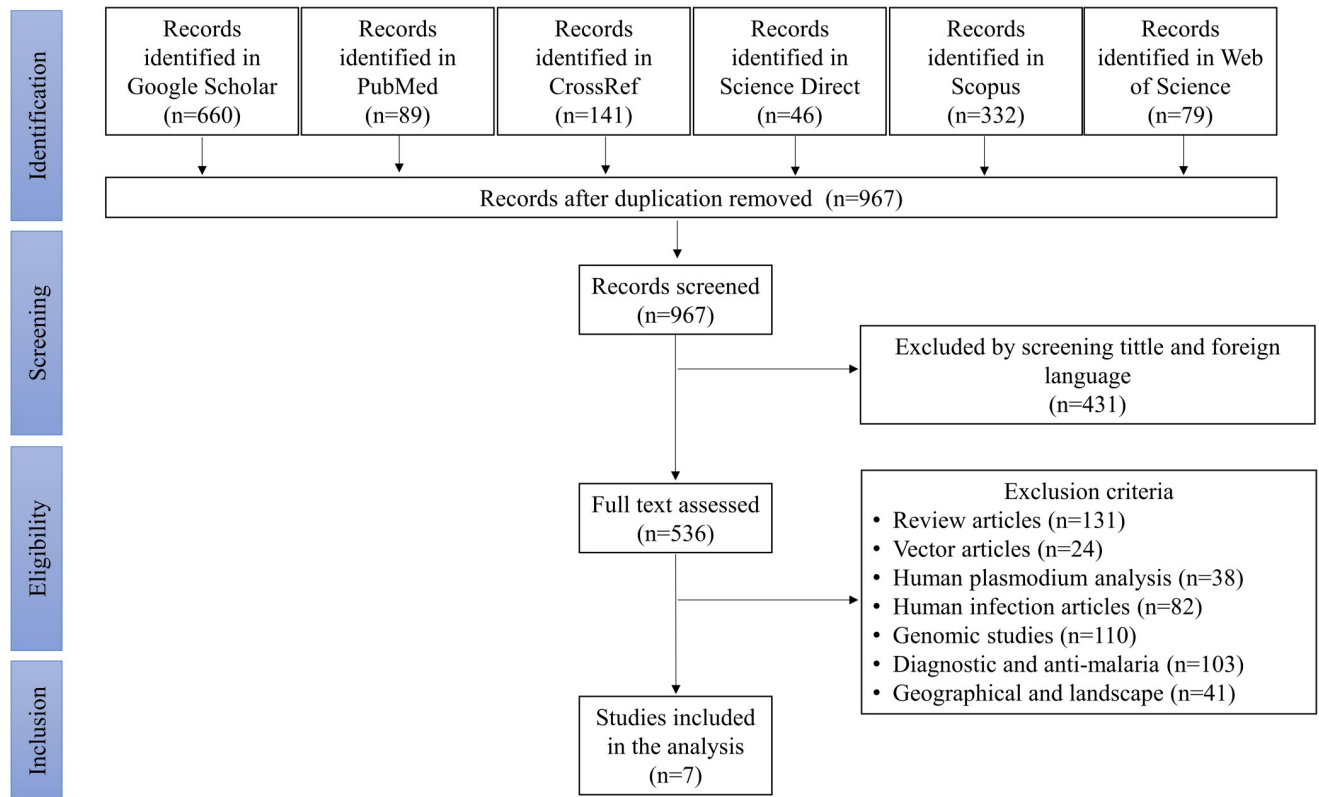 Identification
Records
identified in
Google Scholar
(n=660)
Records
identified in
PubMed
(n=89)
Records
identified in
CrossRef
(n=141)
Records
identified in
Science Direct
(n=46)
Records
identified in
Scopus
(n=332)
Records
identified in Web
of Science
(n=79)
Records after duplication removed (n=967)
Screening
Records screened
(n=967)
Excluded by screening tittle and foreign
language
(n=431)
Eligibility
Full text assessed
(n=536)
Exclusion criteria
• Review articles (n=131)
• Vector articles (n=24)
• Human plasmodium analysis (n=38)
• Human infection articles (n=82)
• Genomic studies (n=110)
• Diagnostic and anti-malaria (n=103)
• Geographical and landscape (n=41)
Inclusion
Studies included
in the analysis
(n=7)